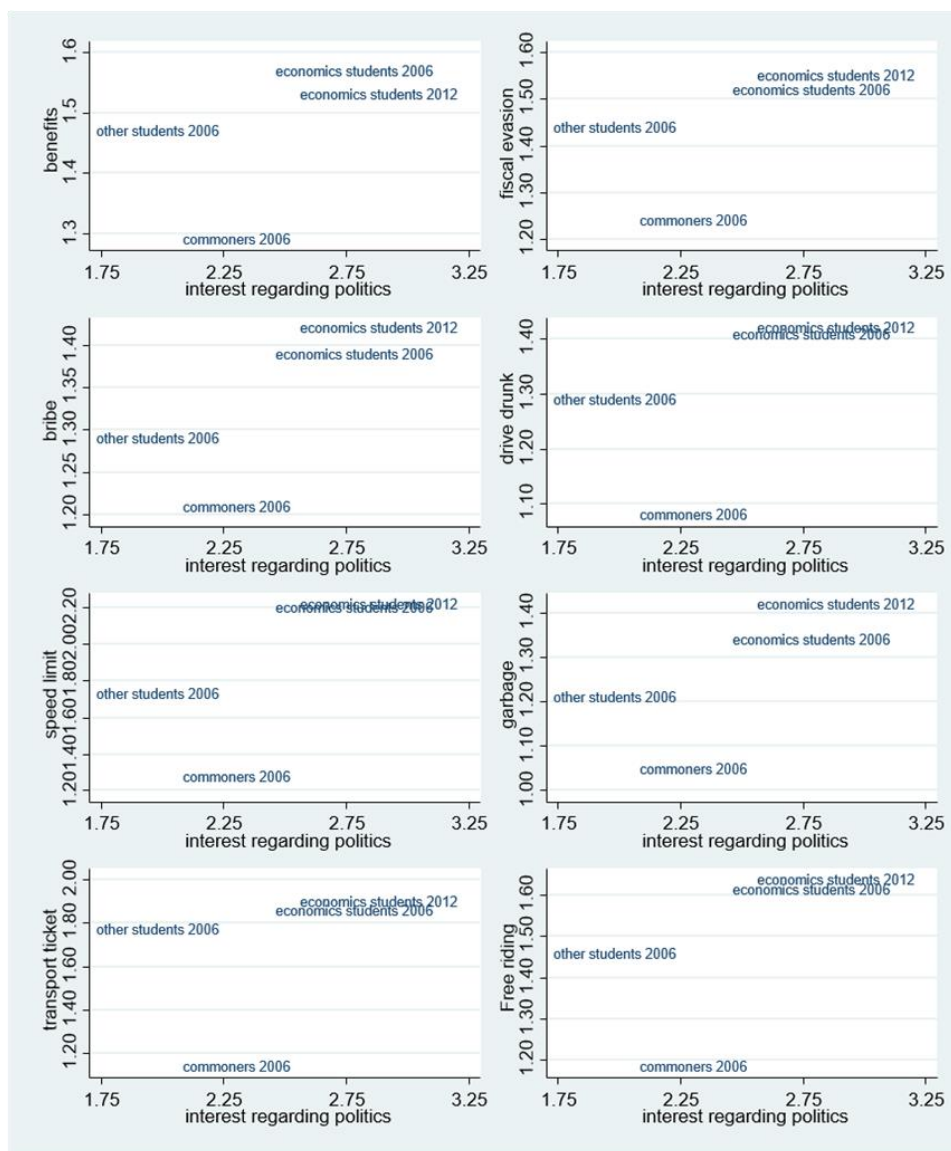 benefits
1.3 1.4 1.5 1.6
economics students 2006
economics students 2012
other students 2006
commoners 2006
1.75 2.25 2.75 3.25
interest regarding politics
fiscal evasion
1.20 1.30 1.40 1.50 1.60
economics students 2012
economics students 2006
other students 2006
commoners 2006
1.75 2.25 2.75 3.25
interest regarding politics
bribe
1.20 1.25 1.30 1.35 1.40
economics students 2012
economics students 2006
other students 2006
commoners 2006
1.75 2.25 2.75 3.25
interest regarding politics
drive drunk
1.10 1.20 1.30 1.40
economics students 2012
economics students 2006
other students 2006
commoners 2006
1.75 2.25 2.75 3.25
interest regarding politics
speed limit
1.20 1.40 1.60 1.80 2.00 2.20
economics students 2012
economics students 2006
other students 2006
commoners 2006
1.75 2.25 2.75 3.25
interest regarding politics
garbage
1.00 1.10 1.20 1.30 1.40
economics students 2012
economics students 2006
other students 2006
commoners 2006
1.75 2.25 2.75 3.25
interest regarding politics
transport ticket
1.20 1.40 1.60 1.80 2.00
economics students 2012
economics students 2006
other students 2006
commoners 2006
1.75 2.25 2.75 3.25
interest regarding politics
Free riding
1.20 1.30 1.40 1.50 1.60
economics students 2012
economics students 2006
other students 2006
commoners 2006
1.75 2.25 2.75 3.25
interest regarding politics